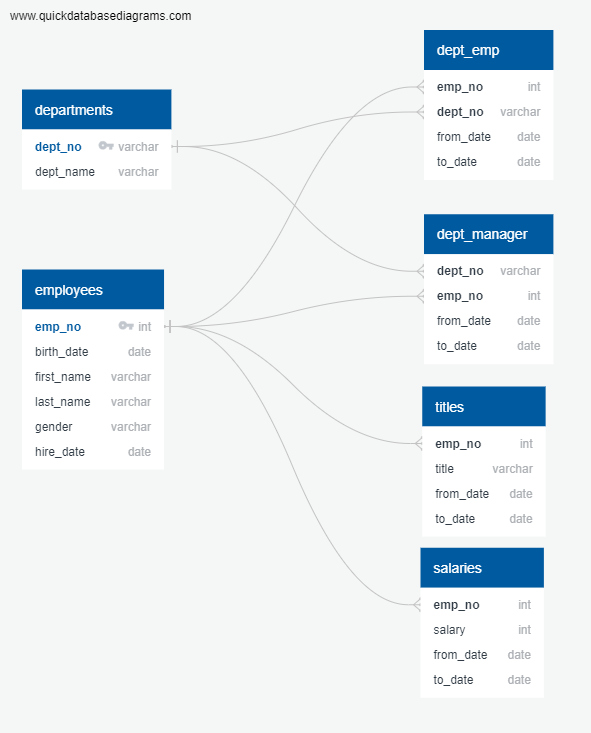 www.quickdatabasediagrams.com
departments
dept_no varchar
dept_name varchar
employees
emp_no int
birth_date date
first_name varchar
last_name varchar
gender varchar
hire_date date
dept_emp
emp_no int
dept_no varchar
from_date date
to_date date
dept_manager
dept_no varchar
emp_no int
from_date date
to_date date
titles
emp_no int
title varchar
from_date date
to_date date
salaries
emp_no int
salary int
from_date date
to_date date